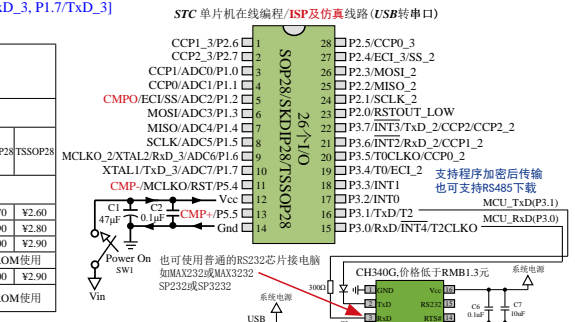 xD_3, P1.7/TxD_3]
STC 单片机在线编程/ISP及仿真线路(USB转串口)
CCP1_3/P2.6 1
CCP2_3/P2.7 2
CCP1/ADC0/P1.0 3
CCP0/ADC1/P1.1 4
CMPO/ECI/SS/ADC2/P1.2 5
MOSI/ADC3/P1.3 6
MISO/ADC4/P1.4 7
SCLK/ADC5/P1.5 8
MCLKO_2/XTAL2/RxD_3/ADC6/P1.6 9
XTAL1/TxD_3/ADC7/P1.7 10
CMP-/MCLKO/RST/P5.4 11
Vcc 12
CMP+/P5.5 13
Gnd 14
SOP28/SKDIP28/TSSOP28
26个I/O
28 P2.5/CCP0_3
27 P2.4/ECI_3/SS_2
26 P2.3/MOSI_2
25 P2.2/MISO_2
24 P2.1/SCLK_2
23 P2.0/RSTOUT_LOW
22 P3.7/INT3/TxD_2/CCP2/CCP2_2
21 P3.6/INT2/RxD_2/CCP1_2
20 P3.5/T0CLKO/CCP0_2
19 P3.4/T0/ECI_2
18 P3.3/INT1
17 P3.2/INT0
16 P3.1/TxD/T2
15 P3.0/RxD/INT4/T2CLKO
支持程序加密后传输
也可支持RS485下载
MCU_TxD(P3.1)
MCU_RxD(P3.0)
P28 TSSOP28
70 ¥2.60
90 ¥2.80
00 ¥2.90
ROM使用
00 ¥2.90
ROM使用
C1
47μF
C2
0.1μF
Power On
SW1
Vin
也可使用普通的RS232芯片接电脑
如MAX232或MAX3232
SP232或SP3232
系统电源
USB
300Ω
CH340G,价格低于RMB1.3元
1 GND
2 TxD
3 RxD
Vcc 16
RS232 15
RTS# 14
系统电源
C6
0.1uF
C7
10uF